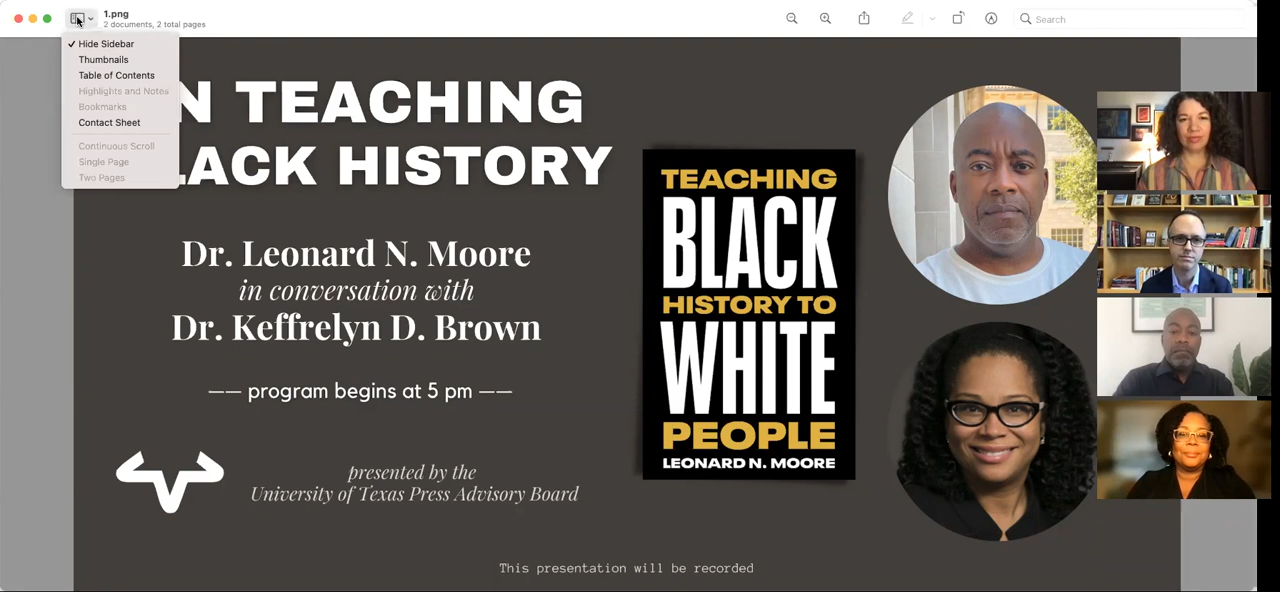 1.png
2 documents, 2 total pages
Search
✓ Hide Sidebar
Thumbnails
Table of Contents
Highlights and Notes
Bookmarks
Contact Sheet
Continuous Scroll
Single Page
Two Pages
N TEACHING
LACK HISTORY
Dr. Leonard N. Moore
in conversation with
Dr. Keffrelyn D. Brown
—— program begins at 5 pm ——
presented by the
University of Texas Press Advisory Board
TEACHING
BLACK
HISTORY TO
WHITE
PEOPLE
LEONARD N. MOORE
This presentation will be recorded